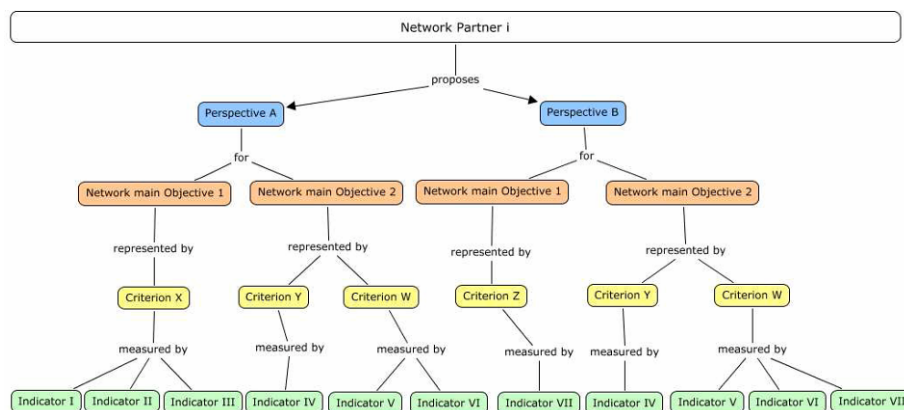 Network Partner i
proposes
Perspective A
Perspective B
for
for
Network main Objective 1
Network main Objective 2
Network main Objective 1
Network main Objective 2
represented by
represented by
represented by
represented by
Criterion X
Criterion Y
Criterion W
Criterion Z
Criterion Y
Criterion W
measured by
measured by
measured by
measured by
measured by
measured by
Indicator I
Indicator II
Indicator III
Indicator IV
Indicator V
Indicator VI
Indicator VII
Indicator IV
Indicator V
Indicator VI
Indicator VII